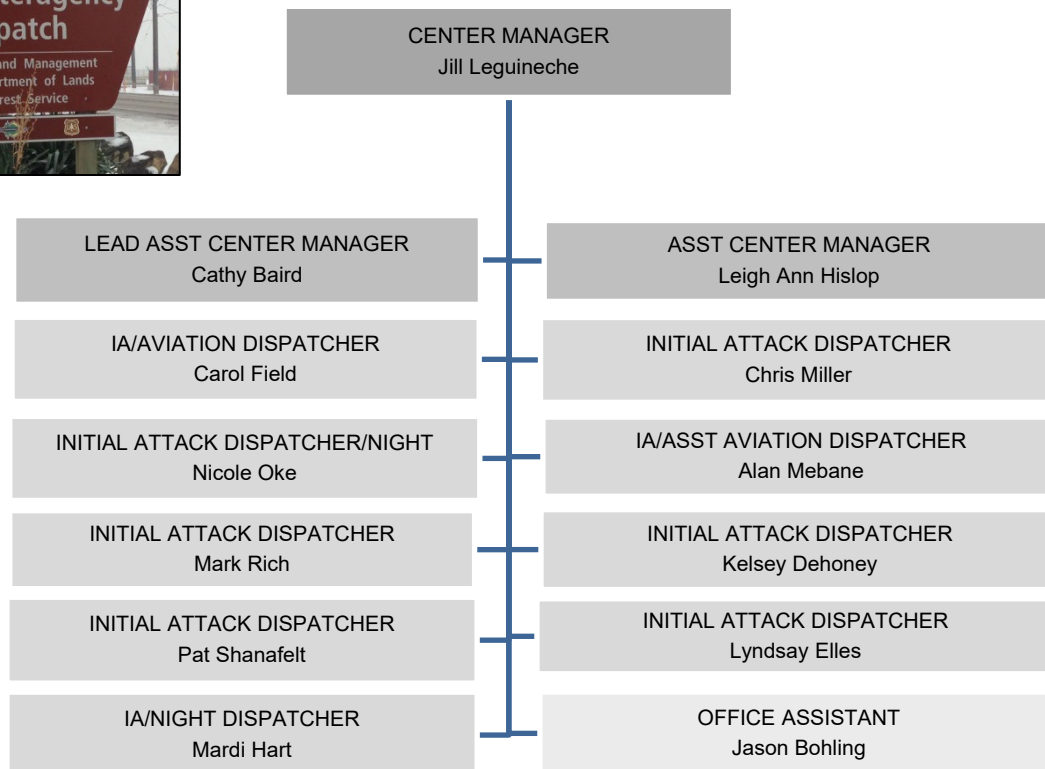 patch
Management
of Lands
Service
CENTER MANAGER
Jill Leguineche
LEAD ASST CENTER MANAGER
Cathy Baird
ASST CENTER MANAGER
Leigh Ann Hislop
IA/AVIATION DISPATCHER
Carol Field
INITIAL ATTACK DISPATCHER
Chris Miller
INITIAL ATTACK DISPATCHER/NIGHT
Nicole Oke
IA/ASST AVIATION DISPATCHER
Alan Mebane
INITIAL ATTACK DISPATCHER
Mark Rich
INITIAL ATTACK DISPATCHER
Kelsey Dehoney
INITIAL ATTACK DISPATCHER
Pat Shanafelt
INITIAL ATTACK DISPATCHER
Lyndsay Elles
IA/NIGHT DISPATCHER
Mardi Hart
OFFICE ASSISTANT
Jason Bohling